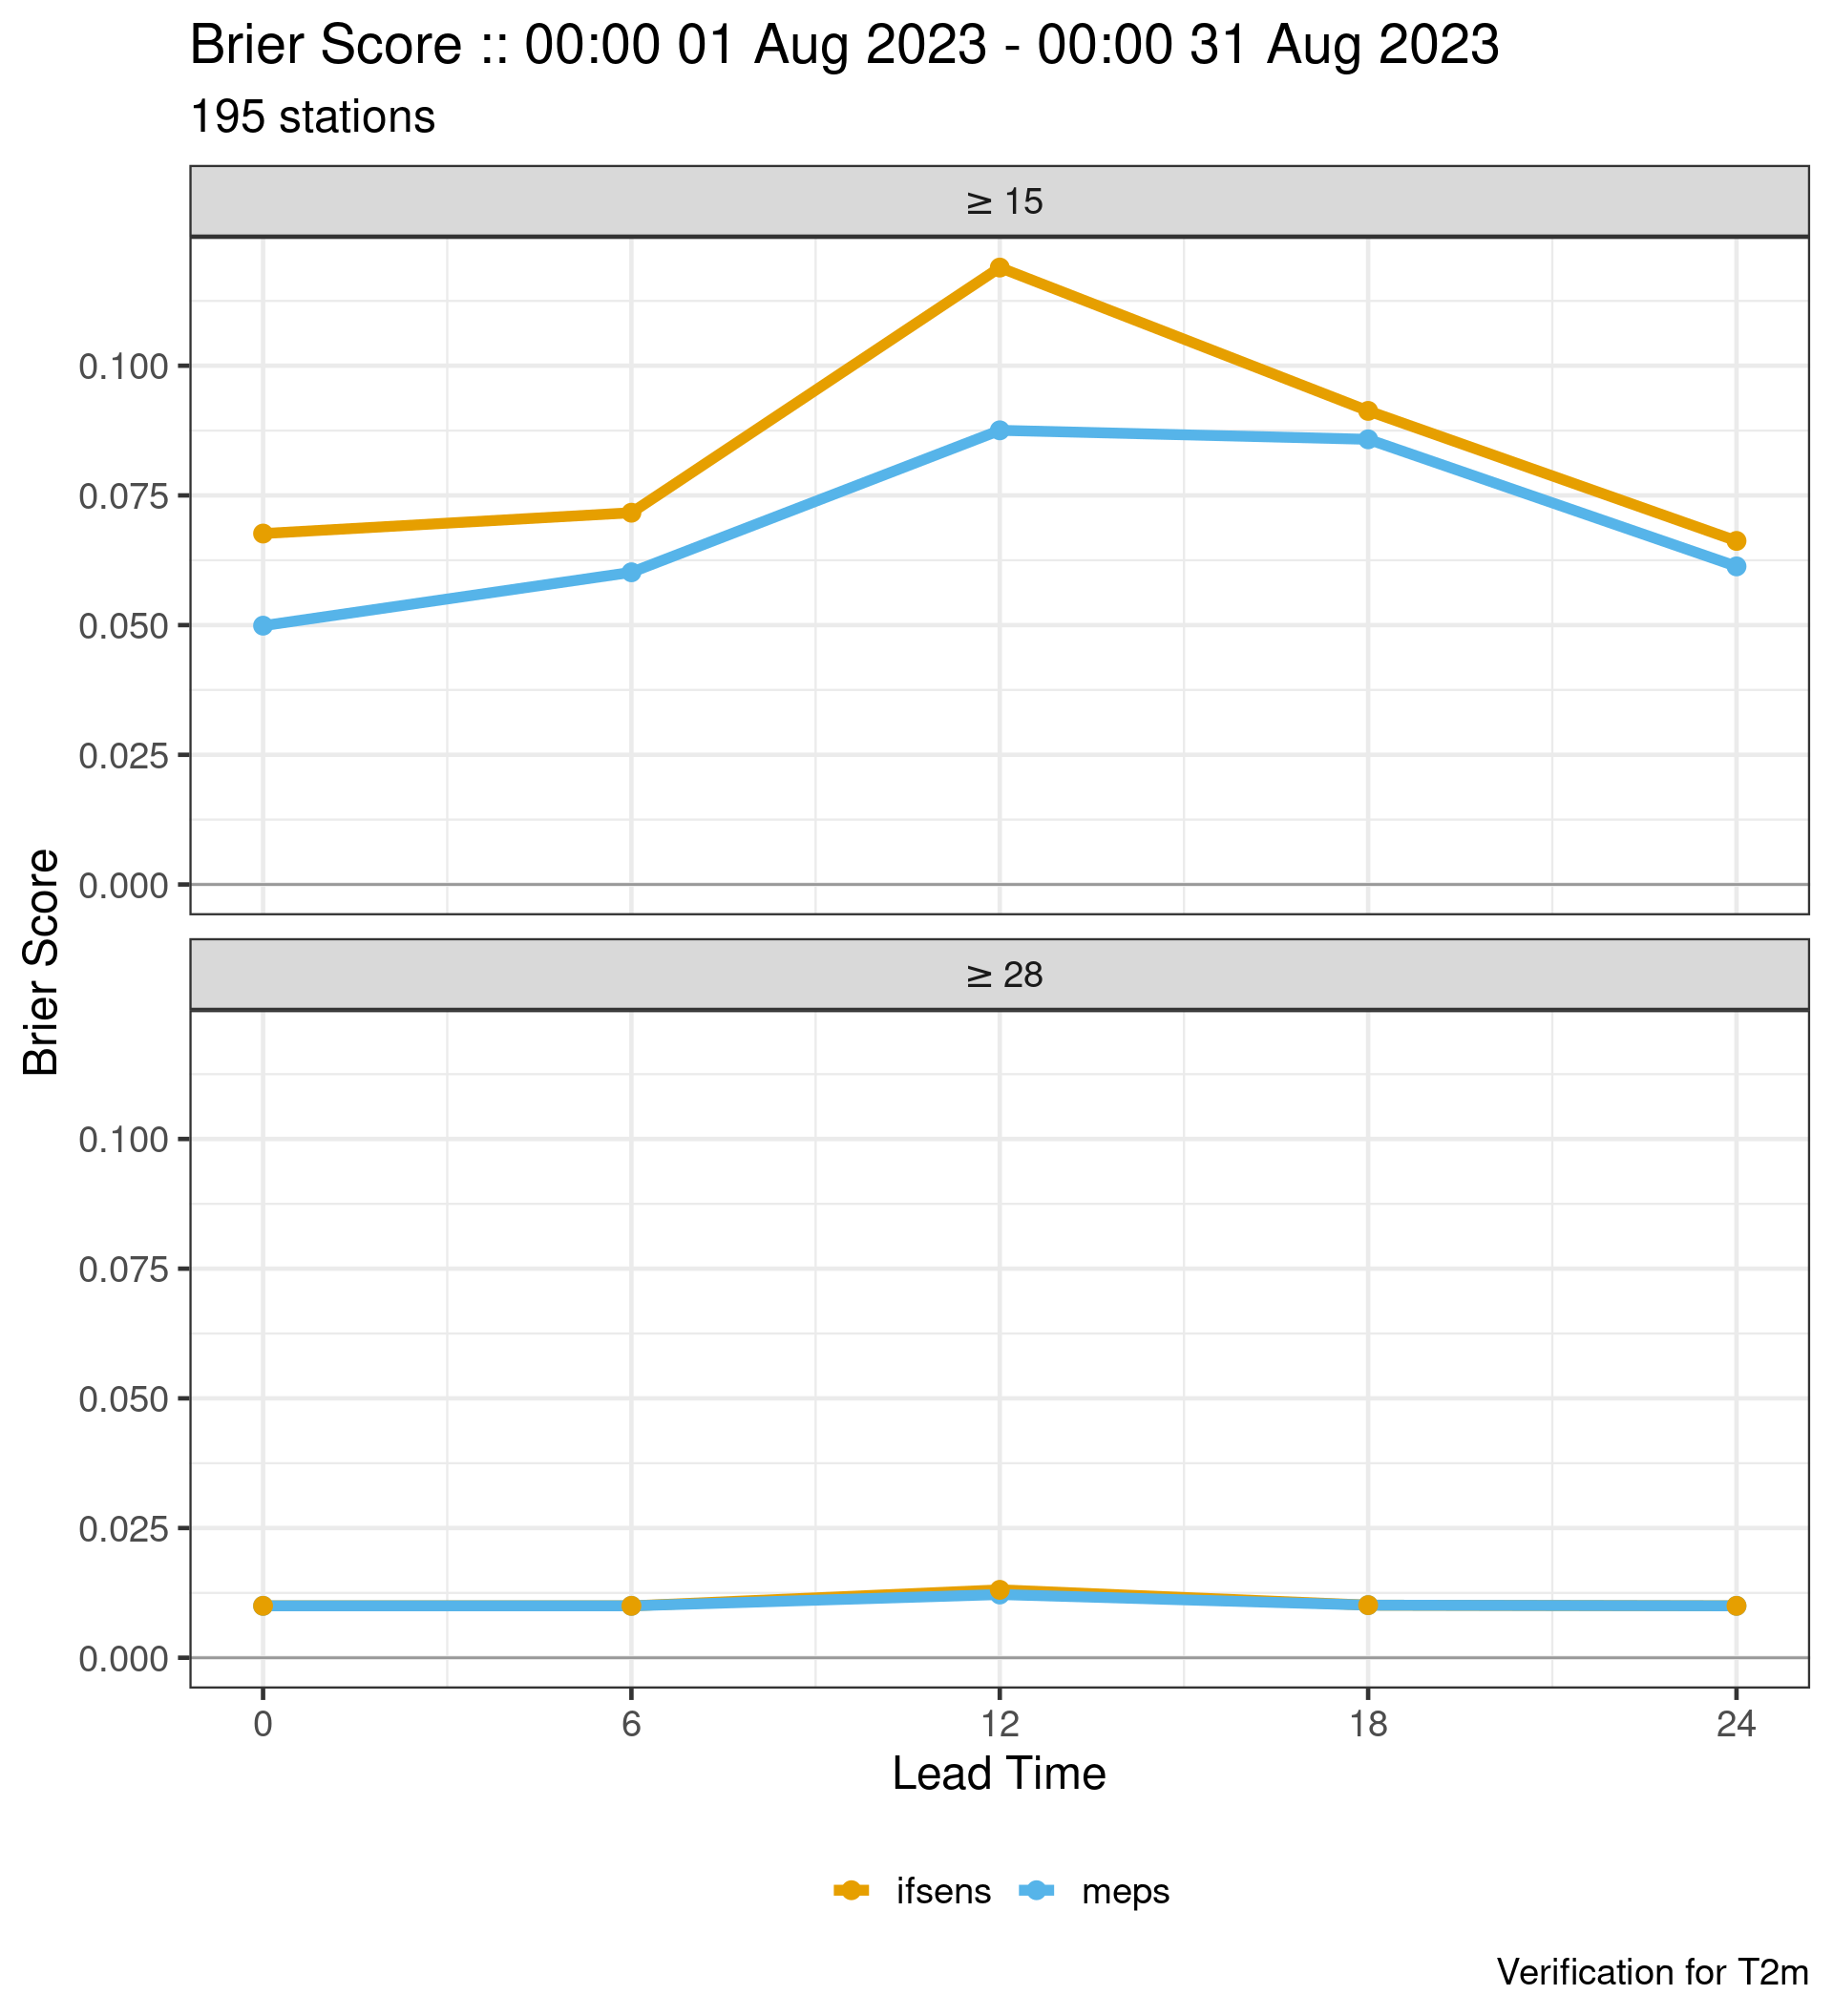 Brier Score :: 00:00 01 Aug 2023 - 00:00 31 Aug 2023
195 stations
≥ 15
0.100
0.075
0.050
0.025
0.000
Brier Score
≥ 28
0.100
0.075
0.050
0.025
0.000
0 6 12 18 24
Lead Time
ifsens meps
Verification for T2m